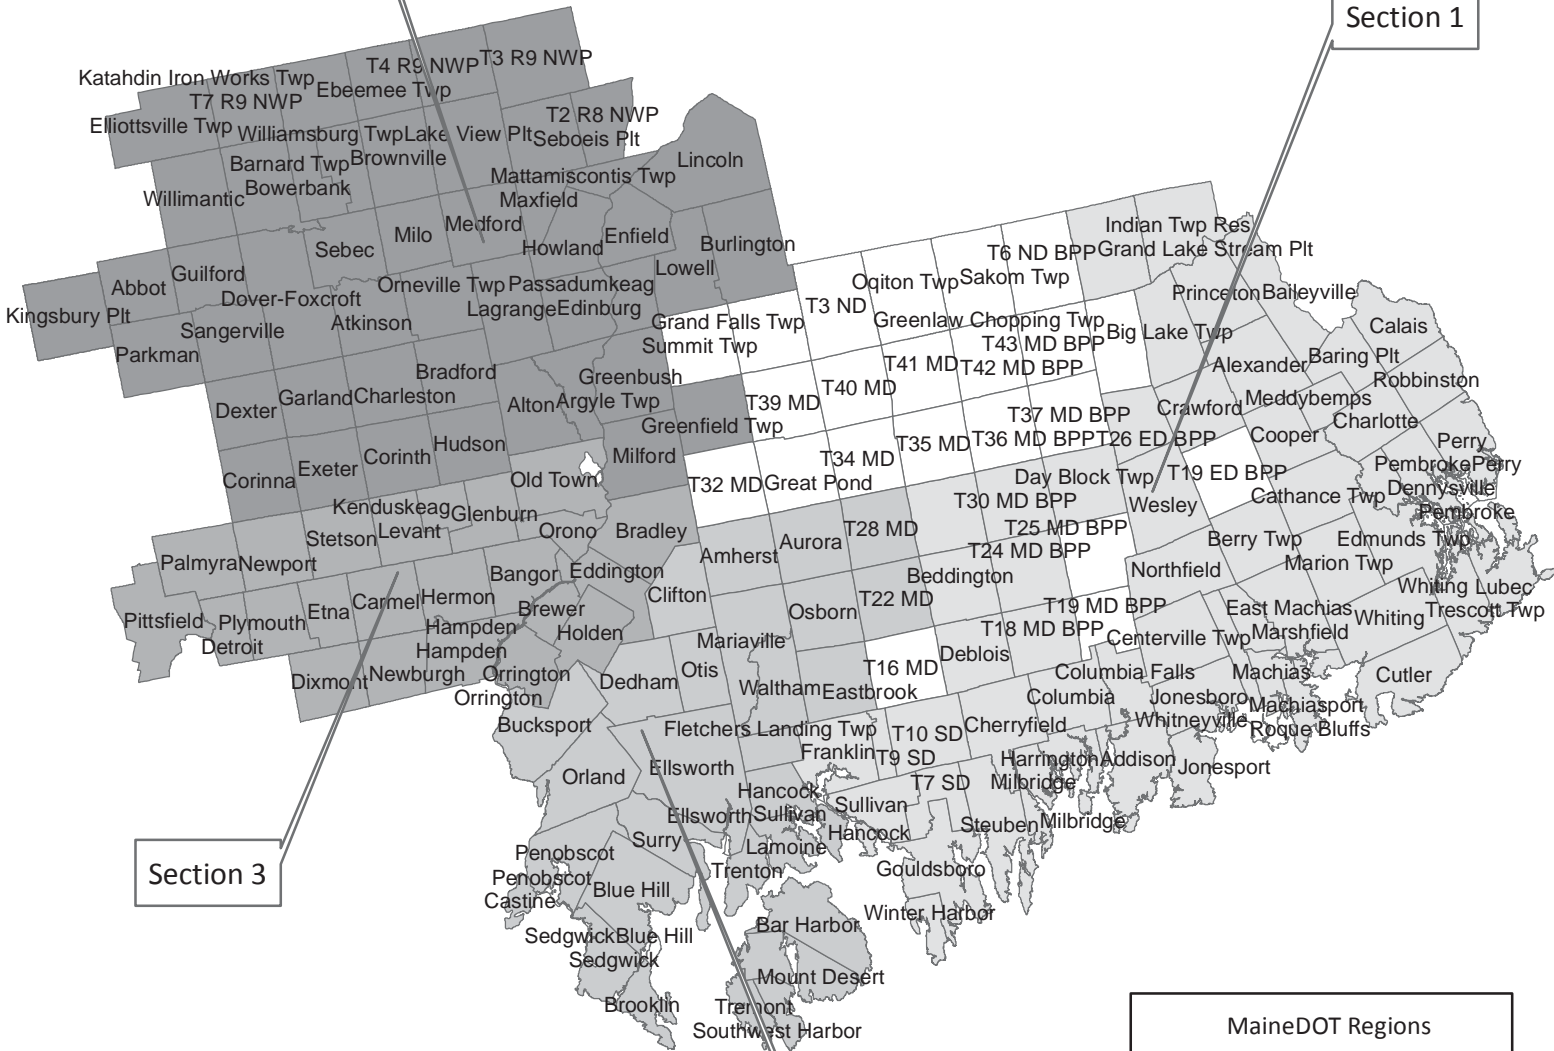 Section 1
T4 R9 NWP
T3 R9 NWP
Katahdin Iron Works Twp
Ebeemee Twp
T7 R9 NWP
T2 R8 NWP
Elliottsville Twp
Williamsburg Twp
Lake View Plt
Seboeis Plt
Barnard Twp
Brownville
Lincoln
Bowerbank
Mattamiscontis Twp
Willimantic
Maxfield
Medford
Indian Twp Res
Milo
Enfield
Sebec
Howland
Burlington
T6 ND BPP
Grand Lake Stream Plt
Guilford
Lowell
Oqiton Twp
Sakom Twp
Abbot
Orneville Twp
Passadumkeag
Princeton
Baileyville
Dover-Foxcroft
Lagrange
Edinburg
T3 ND
Kingsbury Plt
Sangerville
Atkinson
Grand Falls Twp
Greenlaw Chopping Twp
Big Lake Twp
Calais
Summit Twp
T43 MD BPP
Parkman
Baring Plt
Bradford
Greenbush
T41 MD
T42 MD BPP
Alexander
T40 MD
Robbinston
Garland
Charleston
Alton
Argyle Twp
T39 MD
Meddybemps
Dexter
Crawford
Greenfield Twp
T37 MD BPP
Charlotte
Hudson
T35 MD
T36 MD BPP
T26 ED BPP
Cooper
Perry
Corinth
Milford
T34 MD
Exeter
Pembroke
Perry
Corinna
Old Town
T32 MD
Great Pond
Day Block Twp
T19 ED BPP
Dennysville
T30 MD BPP
Cathance Twp
Kenduskeag
Glenburn
Wesley
Pembroke
Levant
Orono
Bradley
T28 MD
T25 MD BPP
Stetson
Aurora
Berry Twp
Edmunds Twp
Amherst
T24 MD BPP
Palmyra
Newport
Marion Twp
Bangor
Eddington
Beddington
Northfield
Whiting
Lubec
Carmel
Hermon
Clifton
T22 MD
Etna
Brewer
Osborn
T19 MD BPP
East Machias
Trescott Twp
Pittsfield
Plymouth
Hampden
Holden
T18 MD BPP
Marshfield
Whiting
Detroit
Hampden
Mariaville
Centerville Twp
Deblois
Newburgh
Orrington
Otis
T16 MD
Columbia Falls
Machias
Cutler
Dixmont
Dedham
Waltham
Eastbrook
Orrington
Columbia
Jonesboro
Machiasport
Bucksport
Fletchers Landing Twp
T10 SD
Cherryfield
Whitneyville
Roque Bluffs
Franklin
T9 SD
Harrington
Addison
Jonesport
Orland
Ellsworth
T7 SD
Milbridge
Hancock
Sullivan
Ellsworth
Sullivan
Milbridge
Steuben
Hancock
Surry
Lamoine
Penobscot
Section 3
Trenton
Gouldsboro
Penobscot
Blue Hill
Castine
Winter Harbor
Bar Harbor
Sedgwick
Blue Hill
Sedgwick
Mount Desert
Brooklin
Tremont
Southwest Harbor
MaineDOT Regions